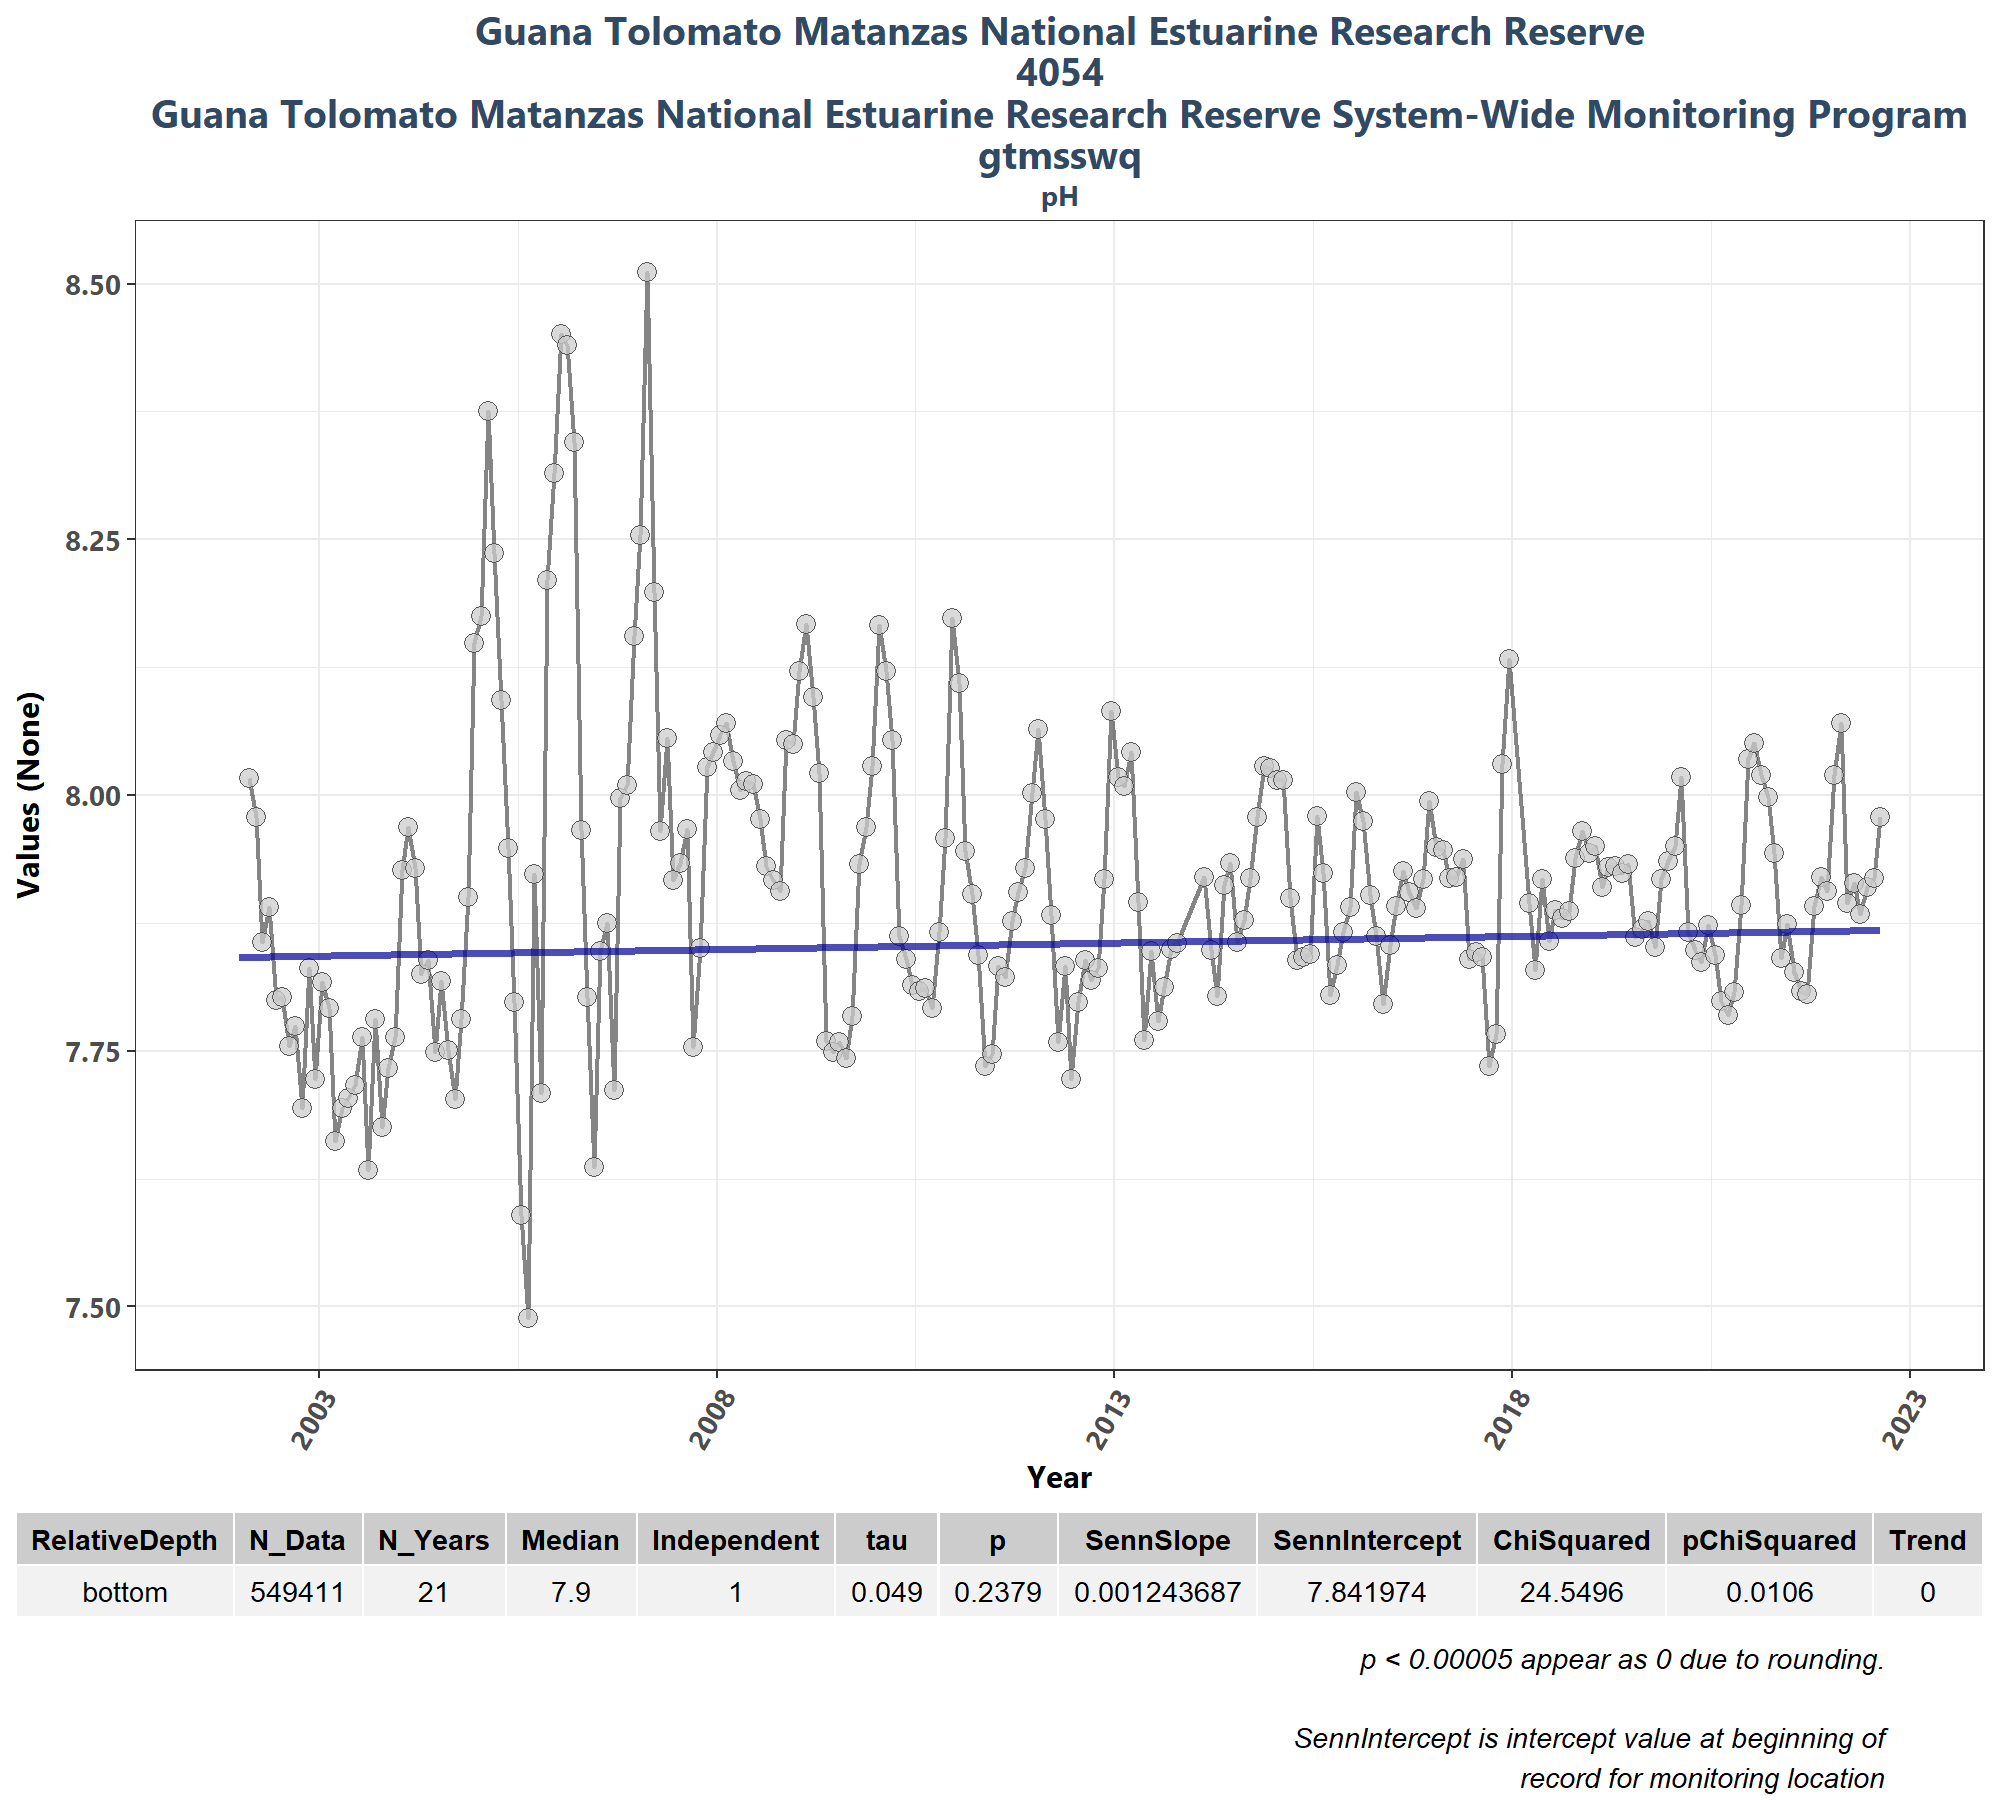 Guana Tolomato Matanzas National Estuarine Research Reserve
4054
Guana Tolomato Matanzas National Estuarine Research Reserve System-Wide Monitoring Program
gtmsswq
pH
8.50
8.25
8.00
7.75
7.50
Values (None)
2003 2008 2013 2018 2023
Year
RelativeDepth N_Data N_Years Median Independent tau p SennSlope SennIntercept ChiSquared pChiSquared Trend
bottom 549411 21 7.9 1 0.049 0.2379 0.001243687 7.841974 24.5496 0.0106 0
p < 0.00005 appear as 0 due to rounding.
SennIntercept is intercept value at beginning of
record for monitoring location